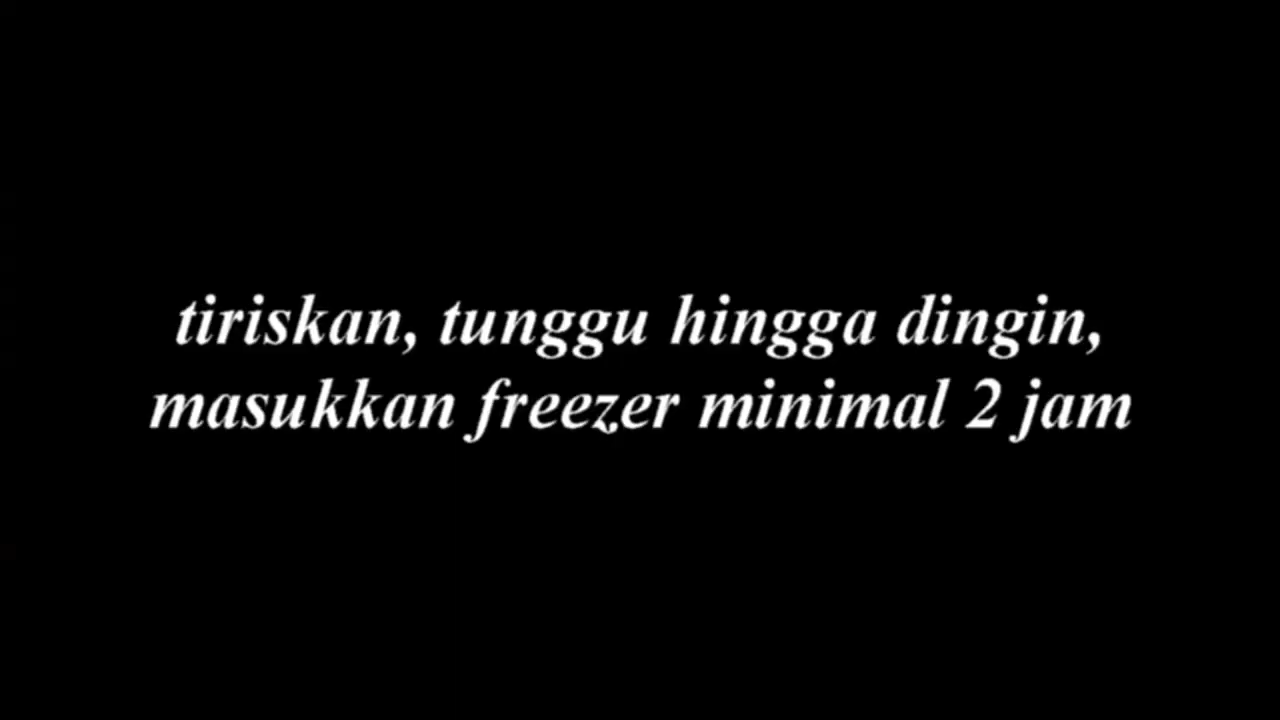 tiriskan, tunggu hingga dingin,
masukkan freezer minimal 2 jam